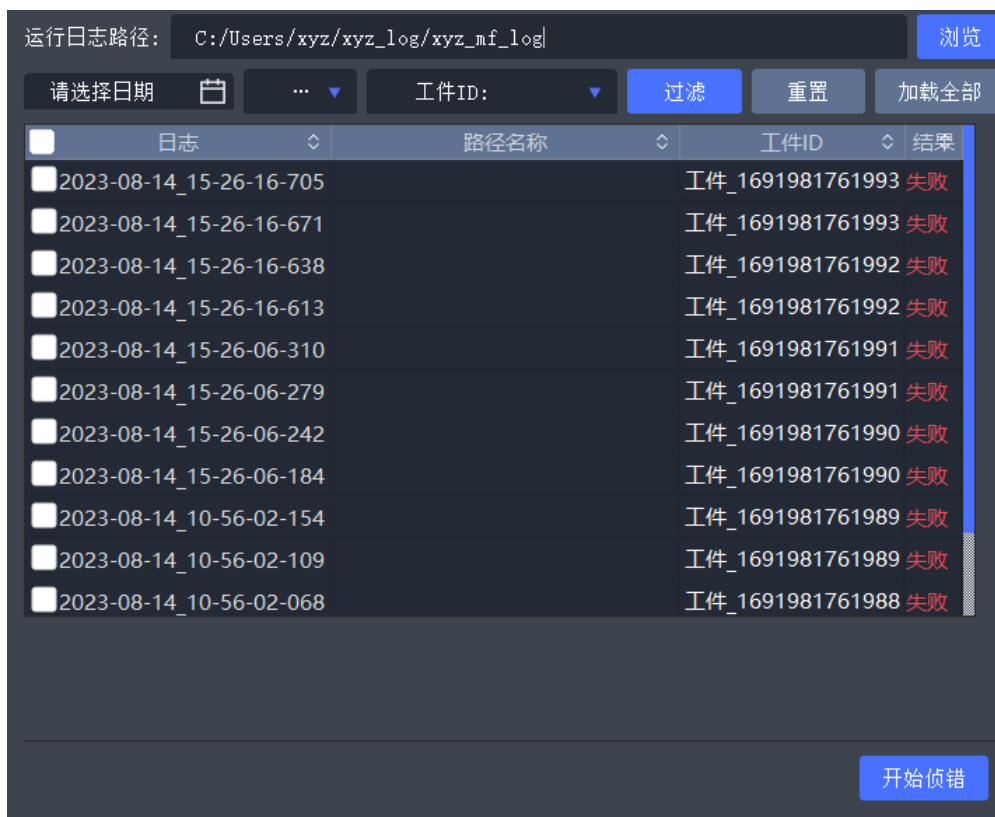 运行日志路径： C:/Users/xyz/xyz_log/xyz_mf_log 浏览
请选择日期 ... 工件ID: 过滤 重置 加载全部
日志 路径名称 工件ID 结果
2023-08-14_15-26-16-705 工件_1691981761993 失败
2023-08-14_15-26-16-671 工件_1691981761993 失败
2023-08-14_15-26-16-638 工件_1691981761992 失败
2023-08-14_15-26-16-613 工件_1691981761992 失败
2023-08-14_15-26-06-310 工件_1691981761991 失败
2023-08-14_15-26-06-279 工件_1691981761991 失败
2023-08-14_15-26-06-242 工件_1691981761990 失败
2023-08-14_15-26-06-184 工件_1691981761990 失败
2023-08-14_10-56-02-154 工件_1691981761989 失败
2023-08-14_10-56-02-109 工件_1691981761989 失败
2023-08-14_10-56-02-068 工件_1691981761988 失败
开始侦错